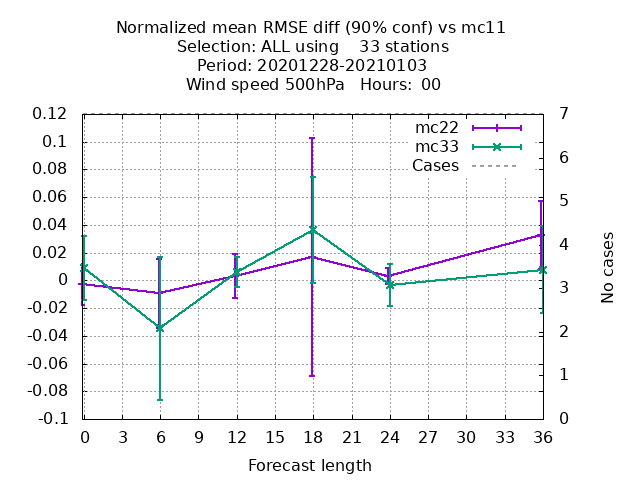 Normalized mean RMSE diff (90% conf) vs mc11
Selection: ALL using    33 stations
Period: 20201228-20210103
Wind speed 500hPa   Hours:  00
mc22
mc33
Cases
0.12
0.1
0.08
0.06
0.04
0.02
0
-0.02
-0.04
-0.06
-0.08
-0.1
7
6
5
4
3
2
1
0
No cases
0 3 6 9 12 15 18 21 24 27 30 33 36
Forecast length